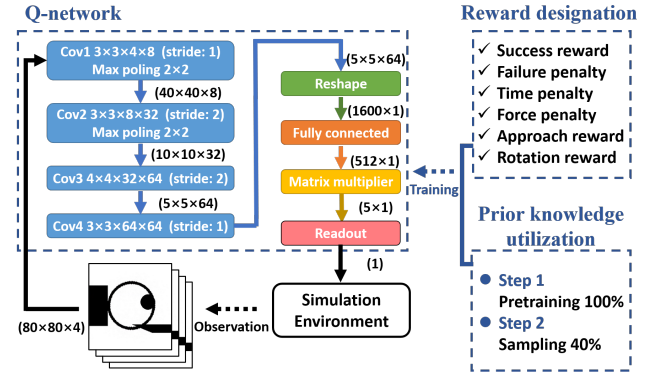 Q-network
Cov1 3×3×4×8 (stride: 1)
Max poling 2×2
(40×40×8)
Cov2 3×3×8×32 (stride: 2)
Max poling 2×2
(10×10×32)
Cov3 4×4×32×64 (stride: 2)
(5×5×64)
Cov4 3×3×64×64 (stride: 1)
(5×5×64)
Reshape
(1600×1)
Fully connected
(512×1)
Matrix multiplier
(5×1)
Readout
(1)
Simulation
Environment
Observation
(80×80×4)
Training
Reward designation
✓ Success reward
✓ Failure penalty
✓ Time penalty
✓ Force penalty
✓ Approach reward
✓ Rotation reward
Prior knowledge
utilization
● Step 1
Pretraining 100%
● Step 2
Sampling 40%